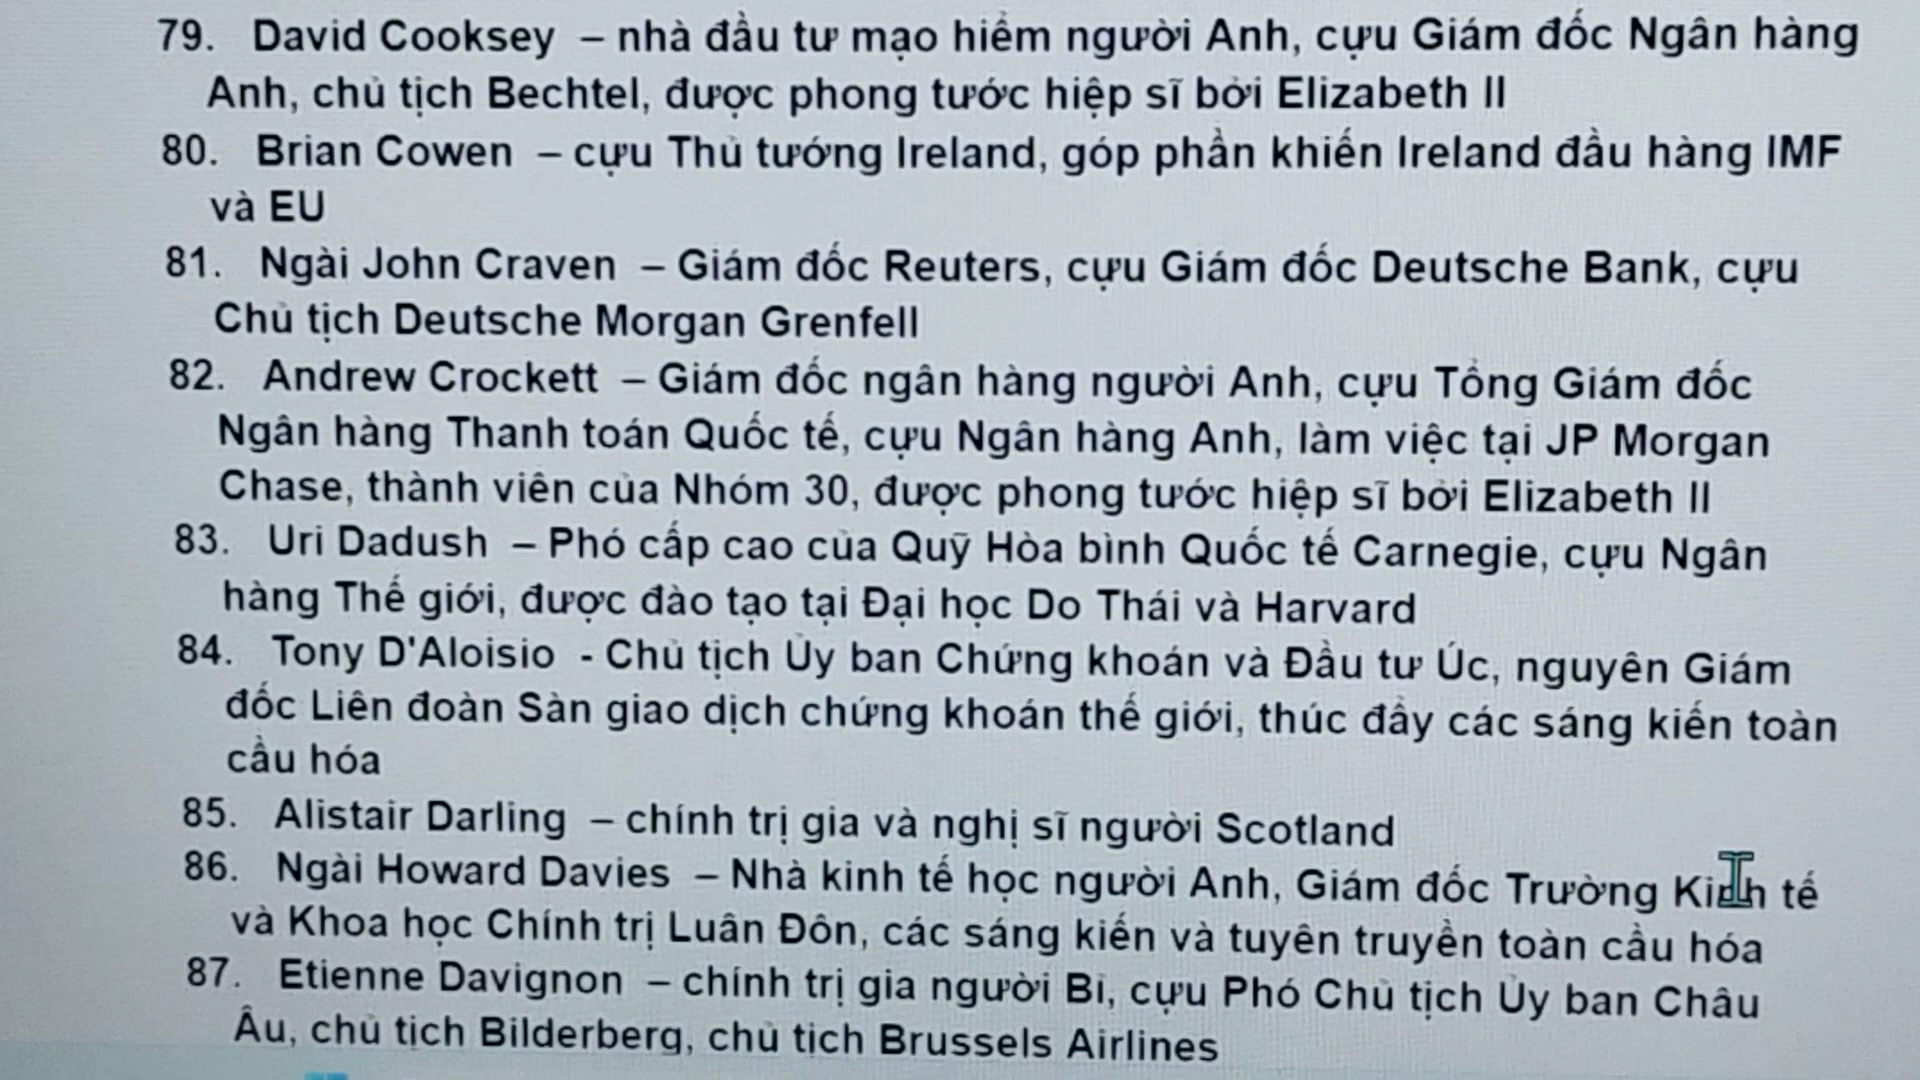 79. David Cooksey – nhà đầu tư mạo hiểm người Anh, cựu Giám đốc Ngân hàng
Anh, chủ tịch Bechtel, được phong tước hiệp sĩ bởi Elizabeth II
80. Brian Cowen – cựu Thủ tướng Ireland, góp phần khiến Ireland đầu hàng IMF
và EU
81. Ngài John Craven – Giám đốc Reuters, cựu Giám đốc Deutsche Bank, cựu
Chủ tịch Deutsche Morgan Grenfell
82. Andrew Crockett – Giám đốc ngân hàng người Anh, cựu Tổng Giám đốc
Ngân hàng Thanh toán Quốc tế, cựu Ngân hàng Anh, làm việc tại JP Morgan
Chase, thành viên của Nhóm 30, được phong tước hiệp sĩ bởi Elizabeth II
83. Uri Dadush – Phó cấp cao của Quỹ Hòa bình Quốc tế Carnegie, cựu Ngân
hàng Thế giới, được đào tạo tại Đại học Do Thái và Harvard
84. Tony D'Aloisio - Chủ tịch Ủy ban Chứng khoán và Đầu tư Úc, nguyên Giám
đốc Liên đoàn Sàn giao dịch chứng khoán thế giới, thúc đẩy các sáng kiến toàn
cầu hóa
85. Alistair Darling – chính trị gia và nghị sĩ người Scotland
86. Ngài Howard Davies – Nhà kinh tế học người Anh, Giám đốc Trường Kinh tế
và Khoa học Chính trị Luân Đôn, các sáng kiến và tuyên truyền toàn cầu hóa
87. Etienne Davignon – chính trị gia người Bỉ, cựu Phó Chủ tịch Ủy ban Châu
Âu, chủ tịch Bilderberg, chủ tịch Brussels Airlines